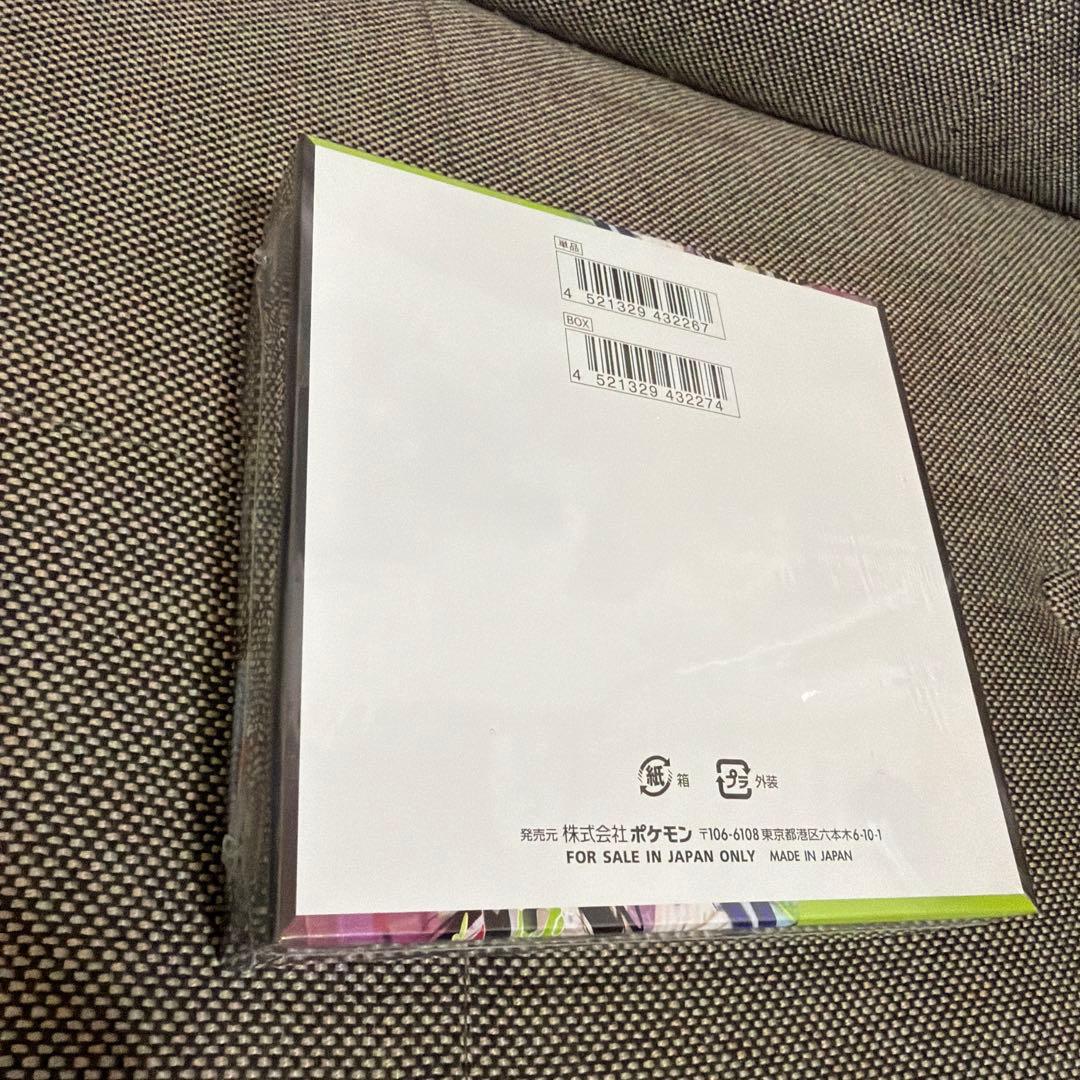 単品
4 521329 432267
BOX
4 521329 432274
紙 箱 プラ 外装
発売元 株式会社ポケモン 〒106-6108 東京都港区六本木6-10-1
FOR SALE IN JAPAN ONLY MADE IN JAPAN